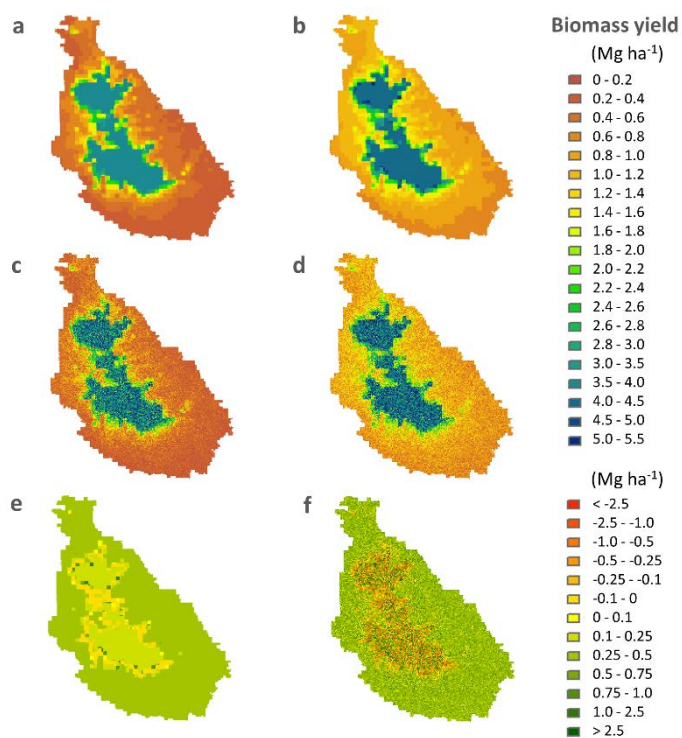 a
b
Biomass yield
(Mg ha-1)
0 - 0.2
0.2 - 0.4
0.4 - 0.6
0.6 - 0.8
0.8 - 1.0
1.0 - 1.2
1.2 - 1.4
1.4 - 1.6
1.6 - 1.8
1.8 - 2.0
2.0 - 2.2
2.2 - 2.4
2.4 - 2.6
2.6 - 2.8
2.8 - 3.0
3.0 - 3.5
3.5 - 4.0
4.0 - 4.5
4.5 - 5.0
5.0 - 5.5
c
d
e
f
(Mg ha-1)
< -2.5
-2.5 - -1.0
-1.0 - -0.5
-0.5 - -0.25
-0.25 - -0.1
-0.1 - 0
0 - 0.1
0.1 - 0.25
0.25 - 0.5
0.5 - 0.75
0.75 - 1.0
1.0 - 2.5
> 2.5